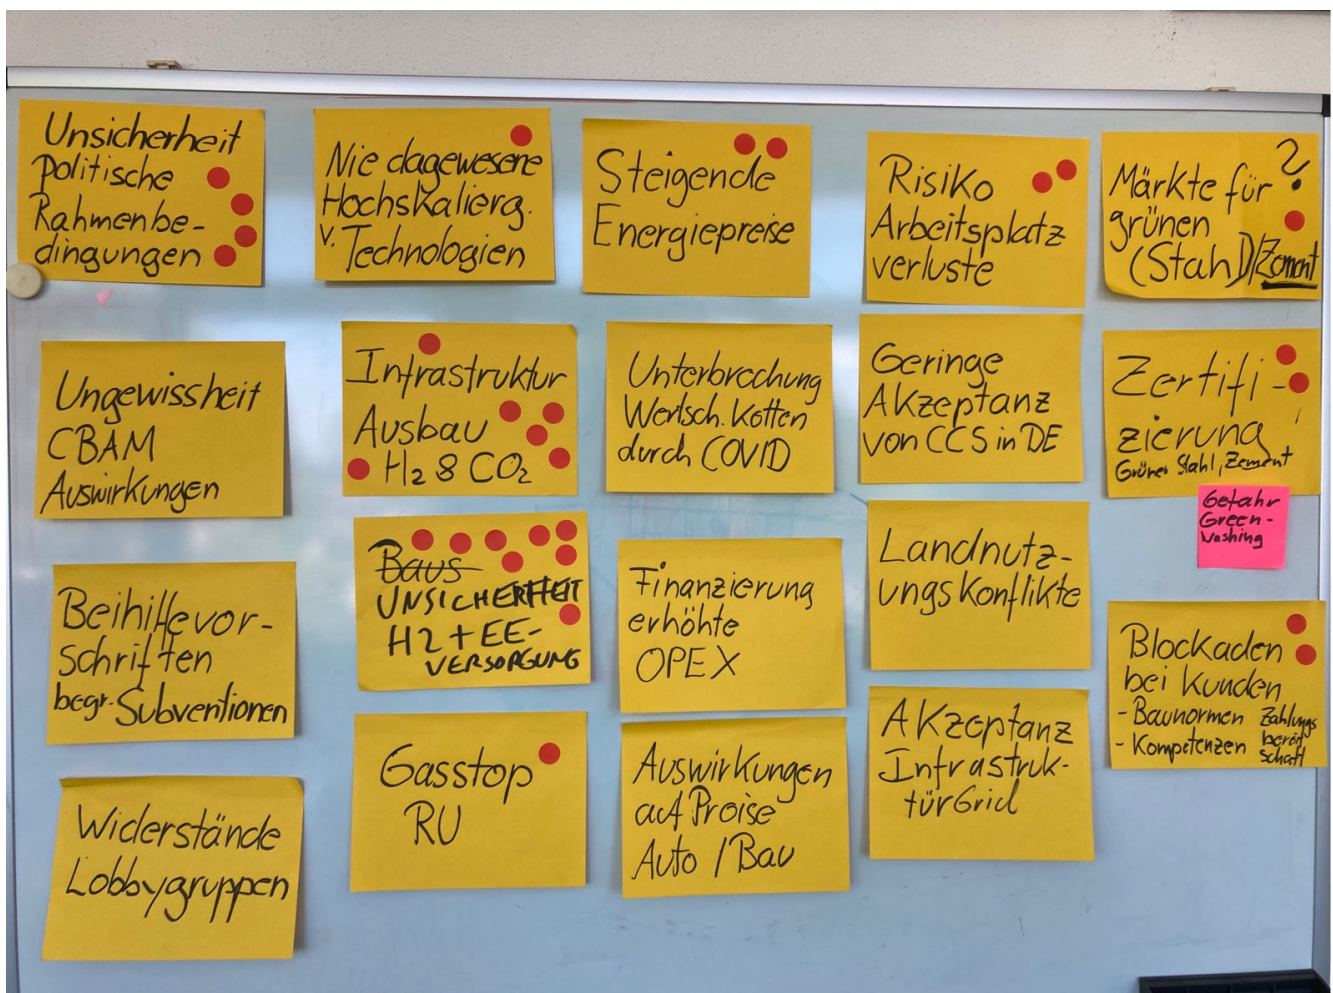 Unsicherheit
politische
Rahmenbe-
dingungen
Ungewissheit
CBAM
Auswirkungen
Beihilfevor-
schriften
begr. Subventionen
Widerstände
Lobbygruppen
Nie dagewesene
Hochskalierg.
v. Technologien
Infrastruktur
Ausbau
H2 & CO2
Baus
UNSICHERHEIT
H2 + EE-
VERSORGUNG
Gasstop
RU
Steigende
Energiepreise
Unterbrechung
Wertsch. Ketten
durch COVID
Finanzierung
erhöhte
OPEX
Auswirkungen
auf Preise
Auto / Bau
Risiko
Arbeitsplatz
verluste
Geringe
Akzeptanz
von CCS in DE
Landnutz-
ungskonflikte
Akzeptanz
Infrastruk-
tur Grid
?
Märkte für
grünen
(Stahl)/Zement
Zertifi-
zierung
Grüner Stahl, Zement
Gefahr
Green-
washing
Blockaden
bei Kunden
- Baunormen
- Kompetenzen
Zahlungs
bereit
schaft